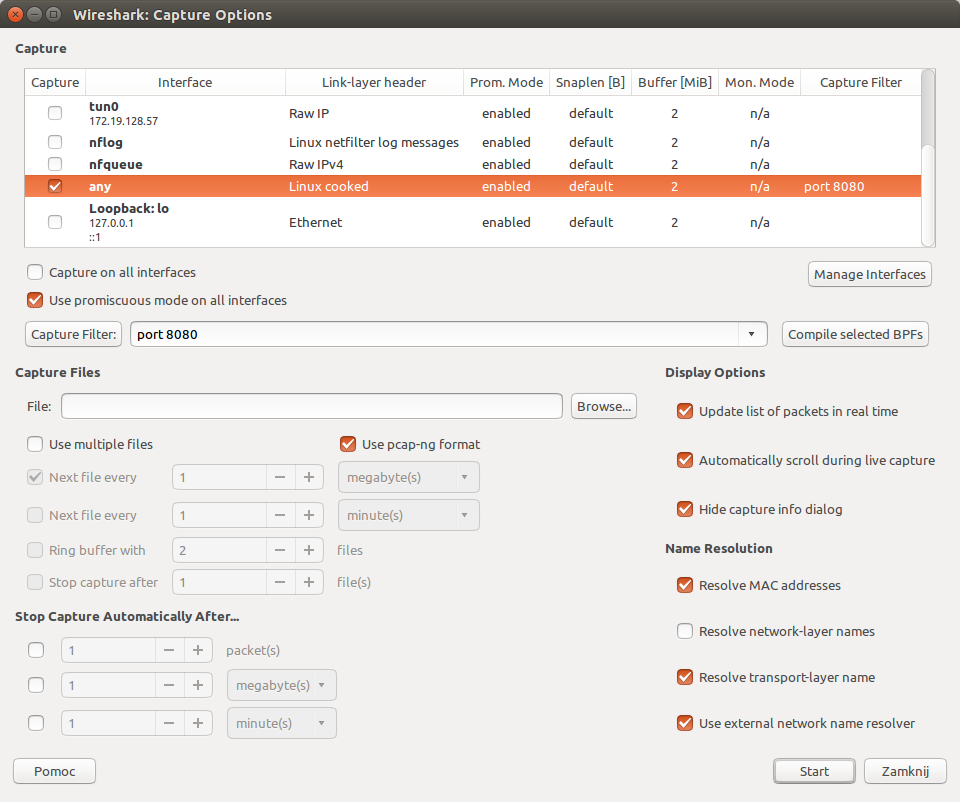 Wireshark: Capture Options
Capture
Capture Interface Link-layer header Prom. Mode Snaplen [B] Buffer [MiB] Mon. Mode Capture Filter
tun0
172.19.128.57
Raw IP enabled default 2 n/a
nflog Linux netfilter log messages enabled default 2 n/a
nfqueue Raw IPv4 enabled default 2 n/a
any Linux cooked enabled default 2 n/a port 8080
Loopback: lo
127.0.0.1 Ethernet enabled default 2 n/a
::1
Capture on all interfaces Manage Interfaces
Use promiscuous mode on all interfaces
Capture Filter: port 8080 Compile selected BPFs
Capture Files
File: Browse...
Use multiple files Use pcap-ng format
Next file every 1 megabyte(s)
Next file every 1 minute(s)
Ring buffer with 2 files
Stop capture after 1 file(s)
Stop Capture Automatically After...
1 packet(s)
1 megabyte(s)
1 minute(s)
Display Options
Update list of packets in real time
Automatically scroll during live capture
Hide capture info dialog
Name Resolution
Resolve MAC addresses
Resolve network-layer names
Resolve transport-layer name
Use external network name resolver
Pomoc Start Zamknij